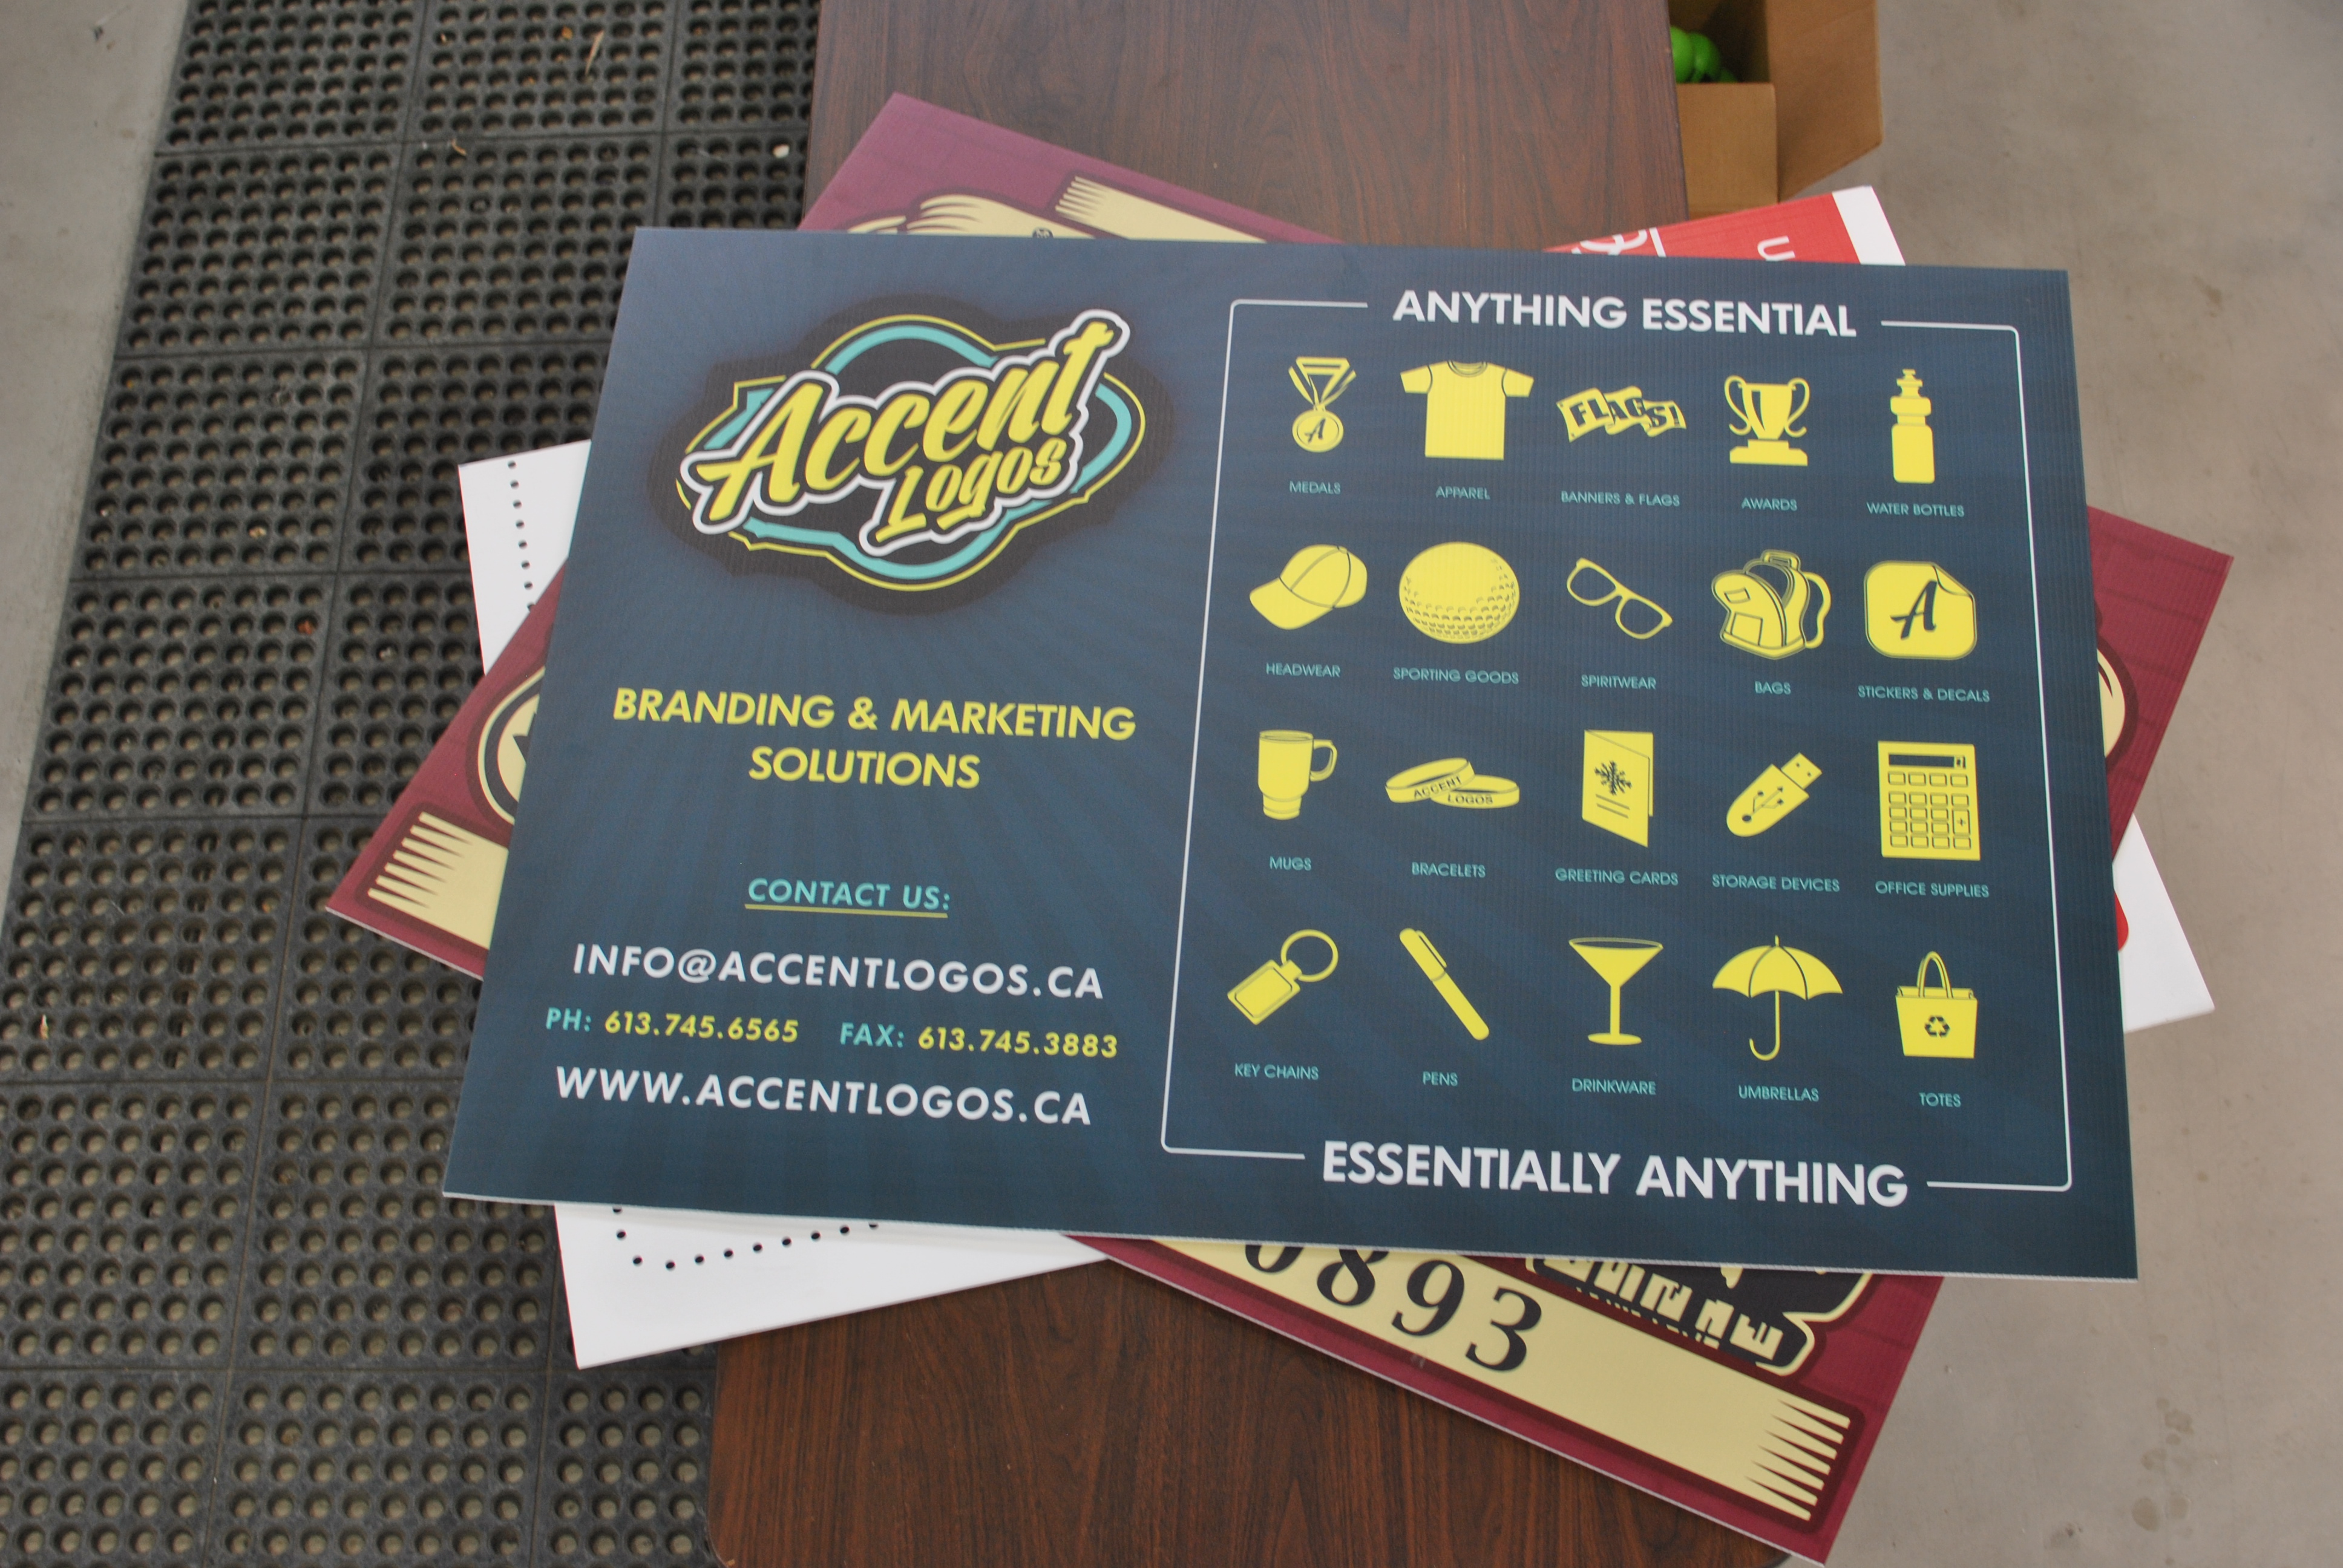 Accent
Logos
BRANDING & MARKETING
SOLUTIONS
CONTACT US:
INFO@ACCENTLOGOS.CA
PH: 613.745.6565 FAX: 613.745.3883
WWW.ACCENTLOGOS.CA
ANYTHING ESSENTIAL
A
FLAGS!
MEDALS APPAREL BANNERS & FLAGS AWARDS WATER BOTTLES
A
HEADWEAR SPORTING GOODS SPIRITWEAR BAGS STICKERS & DECALS
ACCENT LOGOS
MUGS BRACELETS GREETING CARDS STORAGE DEVICES OFFICE SUPPLIES
KEY CHAINS PENS DRINKWARE UMBRELLAS TOTES
ESSENTIALLY ANYTHING
0893